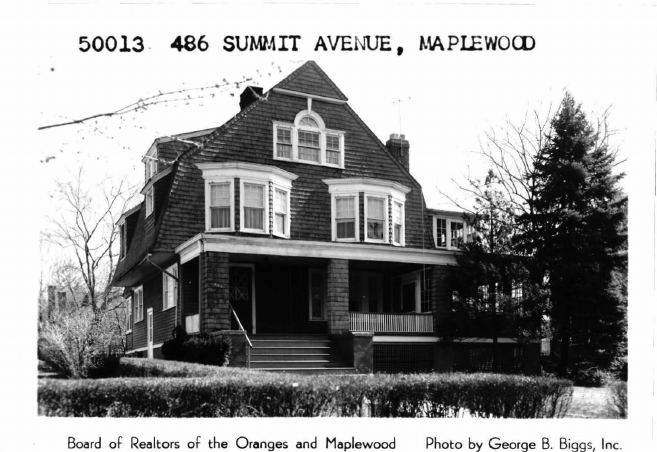 50013 486 SUMMIT AVENUE, MAPLEWOOD
Board of Realtors of the Oranges and Maplewood Photo by George B. Biggs, Inc.